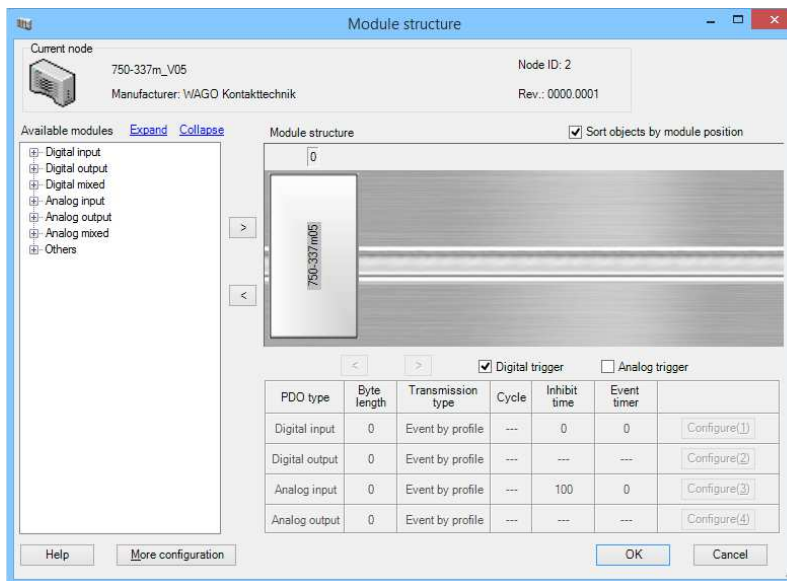 Module structure
Current node
750-337m_V05
Node ID: 2
Manufacturer: WAGO Kontakttechnik
Rev.: 0000.0001
Available modules Expand Collapse
Module structure
Sort objects by module position
0
Digital input
Digital output
Digital mixed
Analog input
Analog output
Analog mixed
Others
>
<
750-337m05
< >
Digital trigger
Analog trigger
PDO type Byte length Transmission type Cycle Inhibit time Event timer
Digital input 0 Event by profile --- 0 0 Configure(1)
Digital output 0 Event by profile --- --- --- Configure(2)
Analog input 0 Event by profile --- 100 0 Configure(3)
Analog output 0 Event by profile --- --- --- Configure(4)
Help More configuration OK Cancel